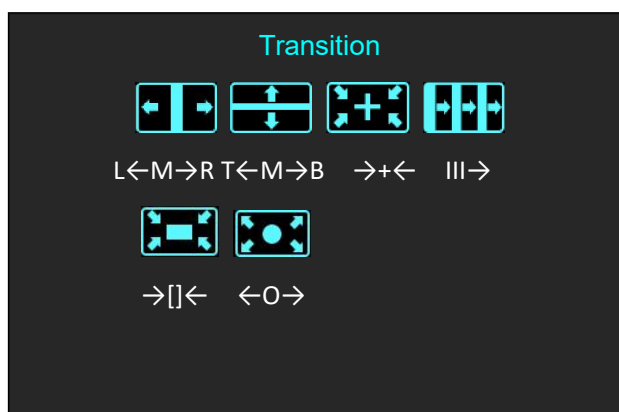 Transition
L←M→R T←M→B →+← III→
→[]← ←O→